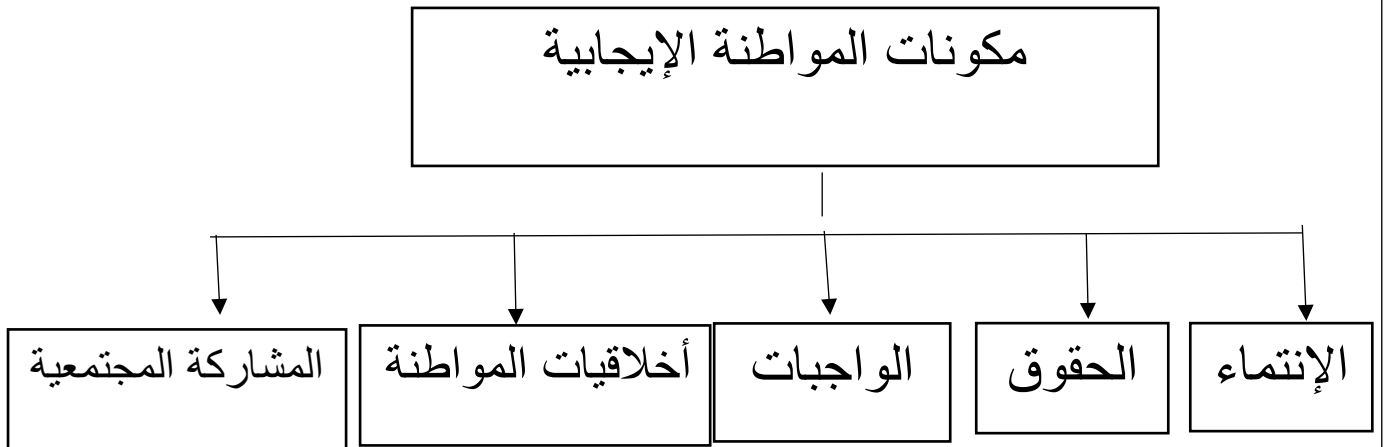 مكونات المواطنة الإيجابية
الإنتماء
الحقوق
الواجبات
أخلاقيات المواطنة
المشاركة المجتمعية